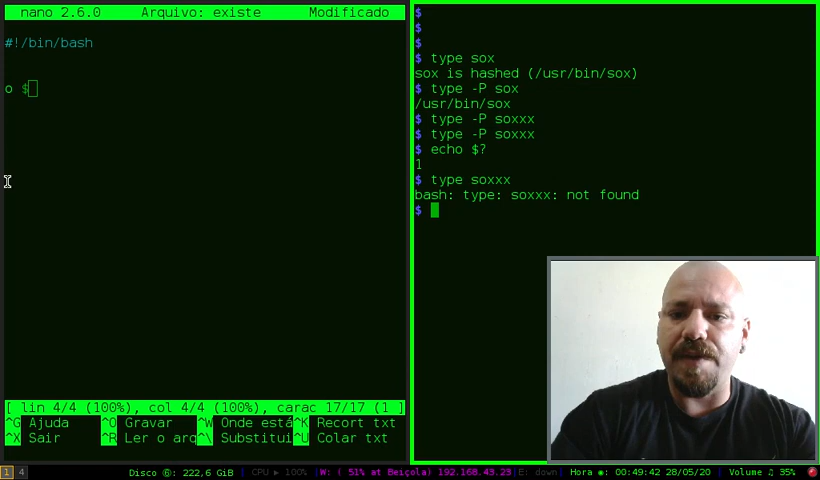 nano 2.6.0 Arquivo: existe Modificado
#!/bin/bash
o $
[ lin 4/4 (100%), col 4/4 (100%), carac 17/17 (1 ]
^G Ajuda ^O Gravar ^W Onde está ^K Recort txt
^X Sair ^R Ler o arq ^\ Substitui ^U Colar txt
$
$
$
$ type sox
sox is hashed (/usr/bin/sox)
$ type -P sox
/usr/bin/sox
$ type -P soxxx
$ type -P soxxx
$ echo $?
1
$ type soxxx
bash: type: soxxx: not found
$
1 4 Disco ⑥: 222,6 GiB | CPU ▶ 100% |W: ( 51% at Beiçola) 192.168.43.23|E: down| Hora ◉: 00:49:42 28/05/20 | Volume ♫ 35%